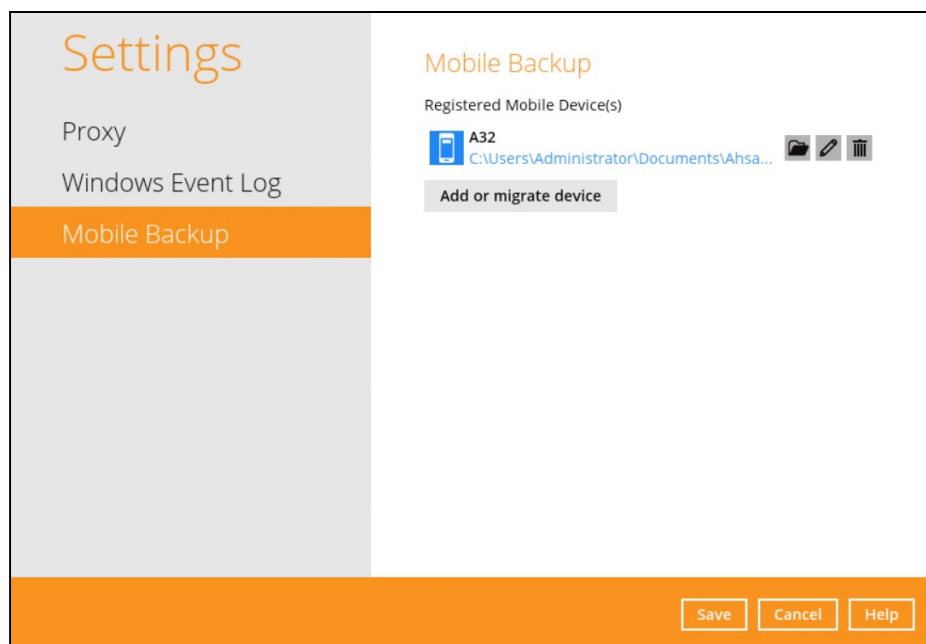 Settings
Proxy
Windows Event Log
Mobile Backup
Mobile Backup
Registered Mobile Device(s)
A32
C:\Users\Administrator\Documents\Ahsa...
Add or migrate device
Save
Cancel
Help